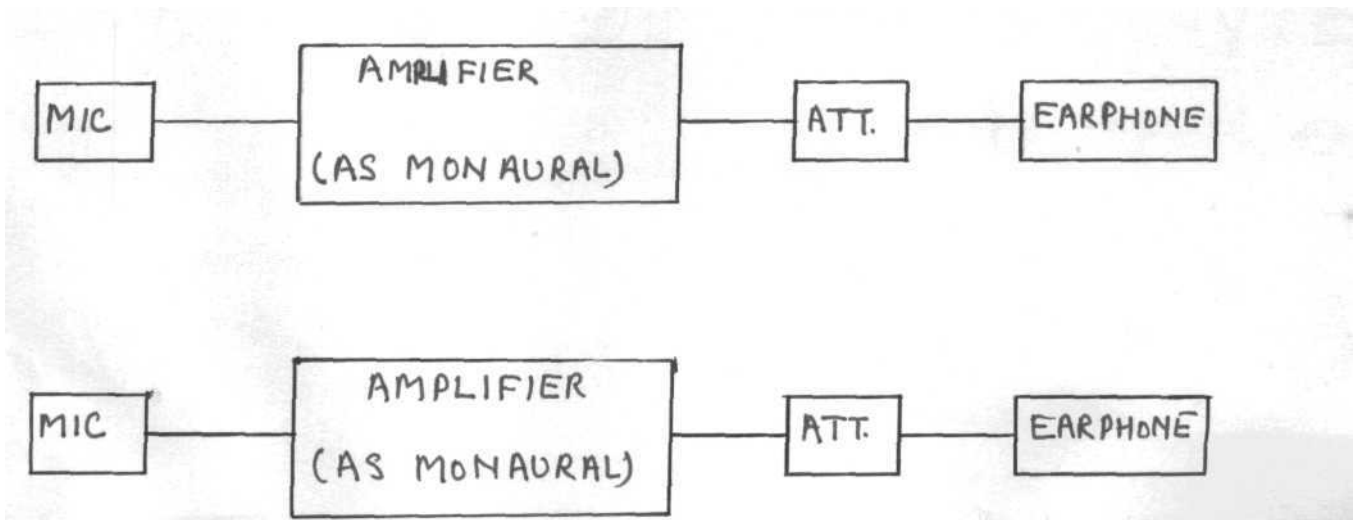 MIC
AMPLIFIER
(AS MONAURAL)
ATT.
EARPHONE
MIC
AMPLIFIER
(AS MONAURAL)
ATT.
EARPHONE